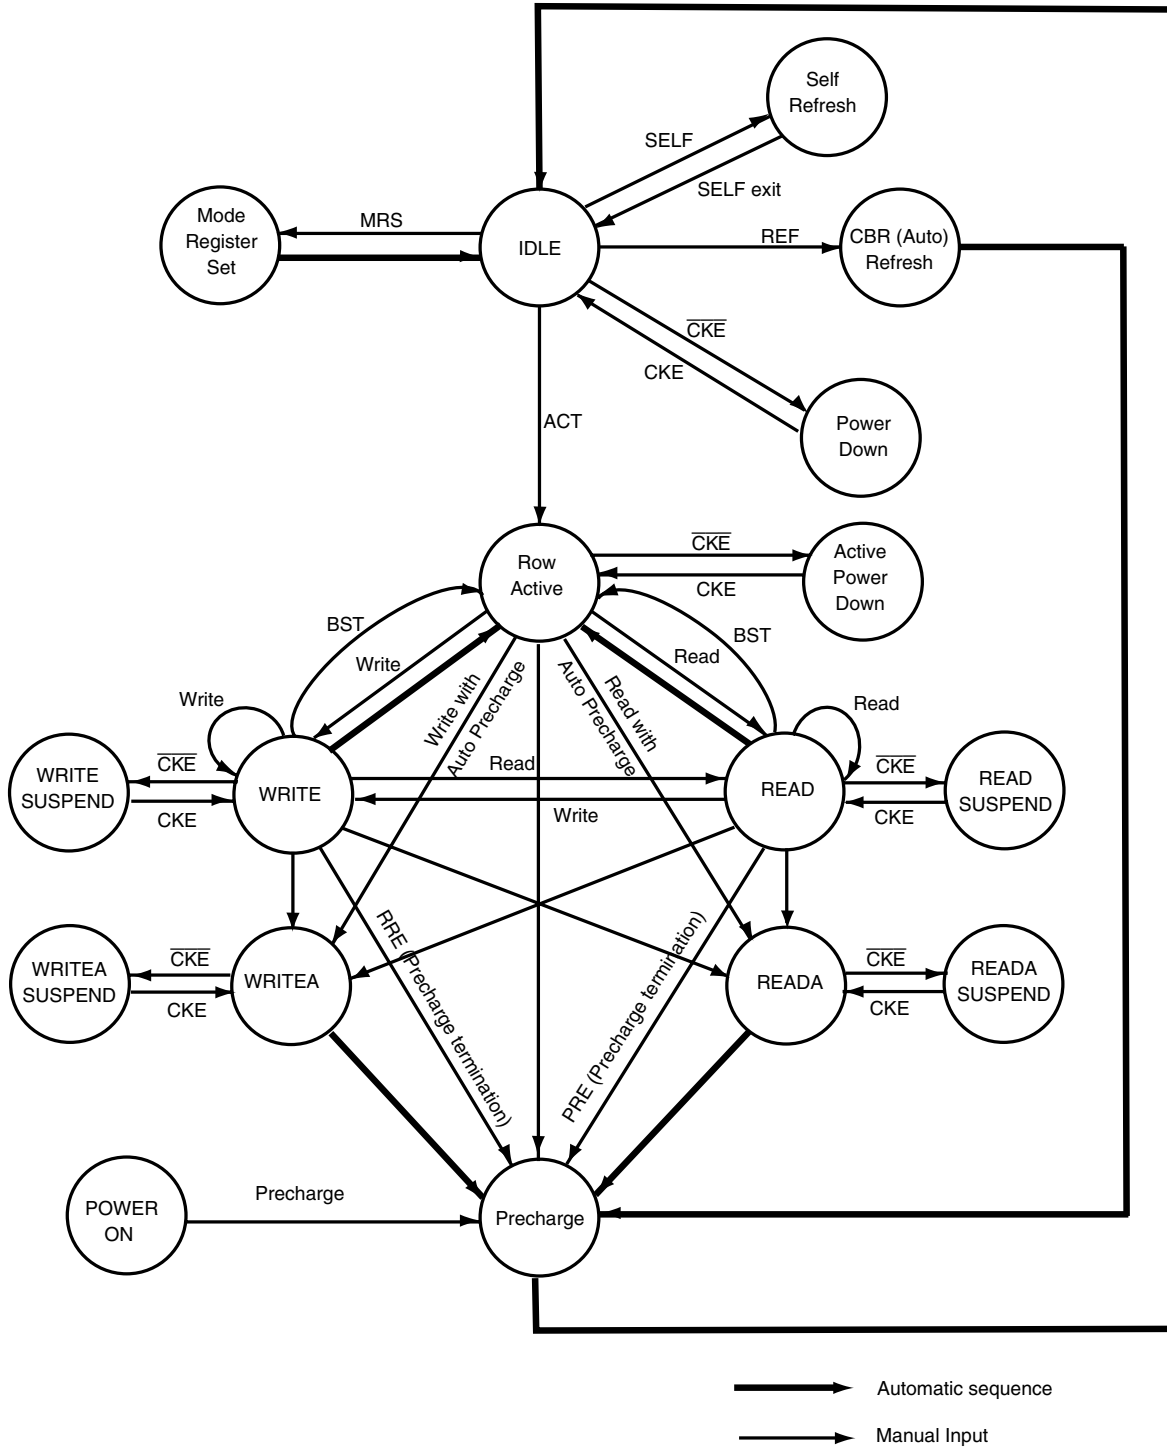 Self
Refresh
SELF
SELF exit
Mode
Register
Set
MRS
IDLE
REF
CBR (Auto)
Refresh
CKE
CKE
Power
Down
ACT
Row
Active
CKE
CKE
Active
Power
Down
BST
BST
Write
Read
Write with
Auto Precharge
Read with
Auto Precharge
Write
Read
WRITE
SUSPEND
CKE
CKE
WRITE
Read
Write
READ
CKE
CKE
READ
SUSPEND
WRITEA
SUSPEND
CKE
CKE
WRITEA
RRE (Precharge termination)
PRE (Precharge termination)
READA
CKE
CKE
READA
SUSPEND
POWER
ON
Precharge
Precharge
Automatic sequence
Manual Input